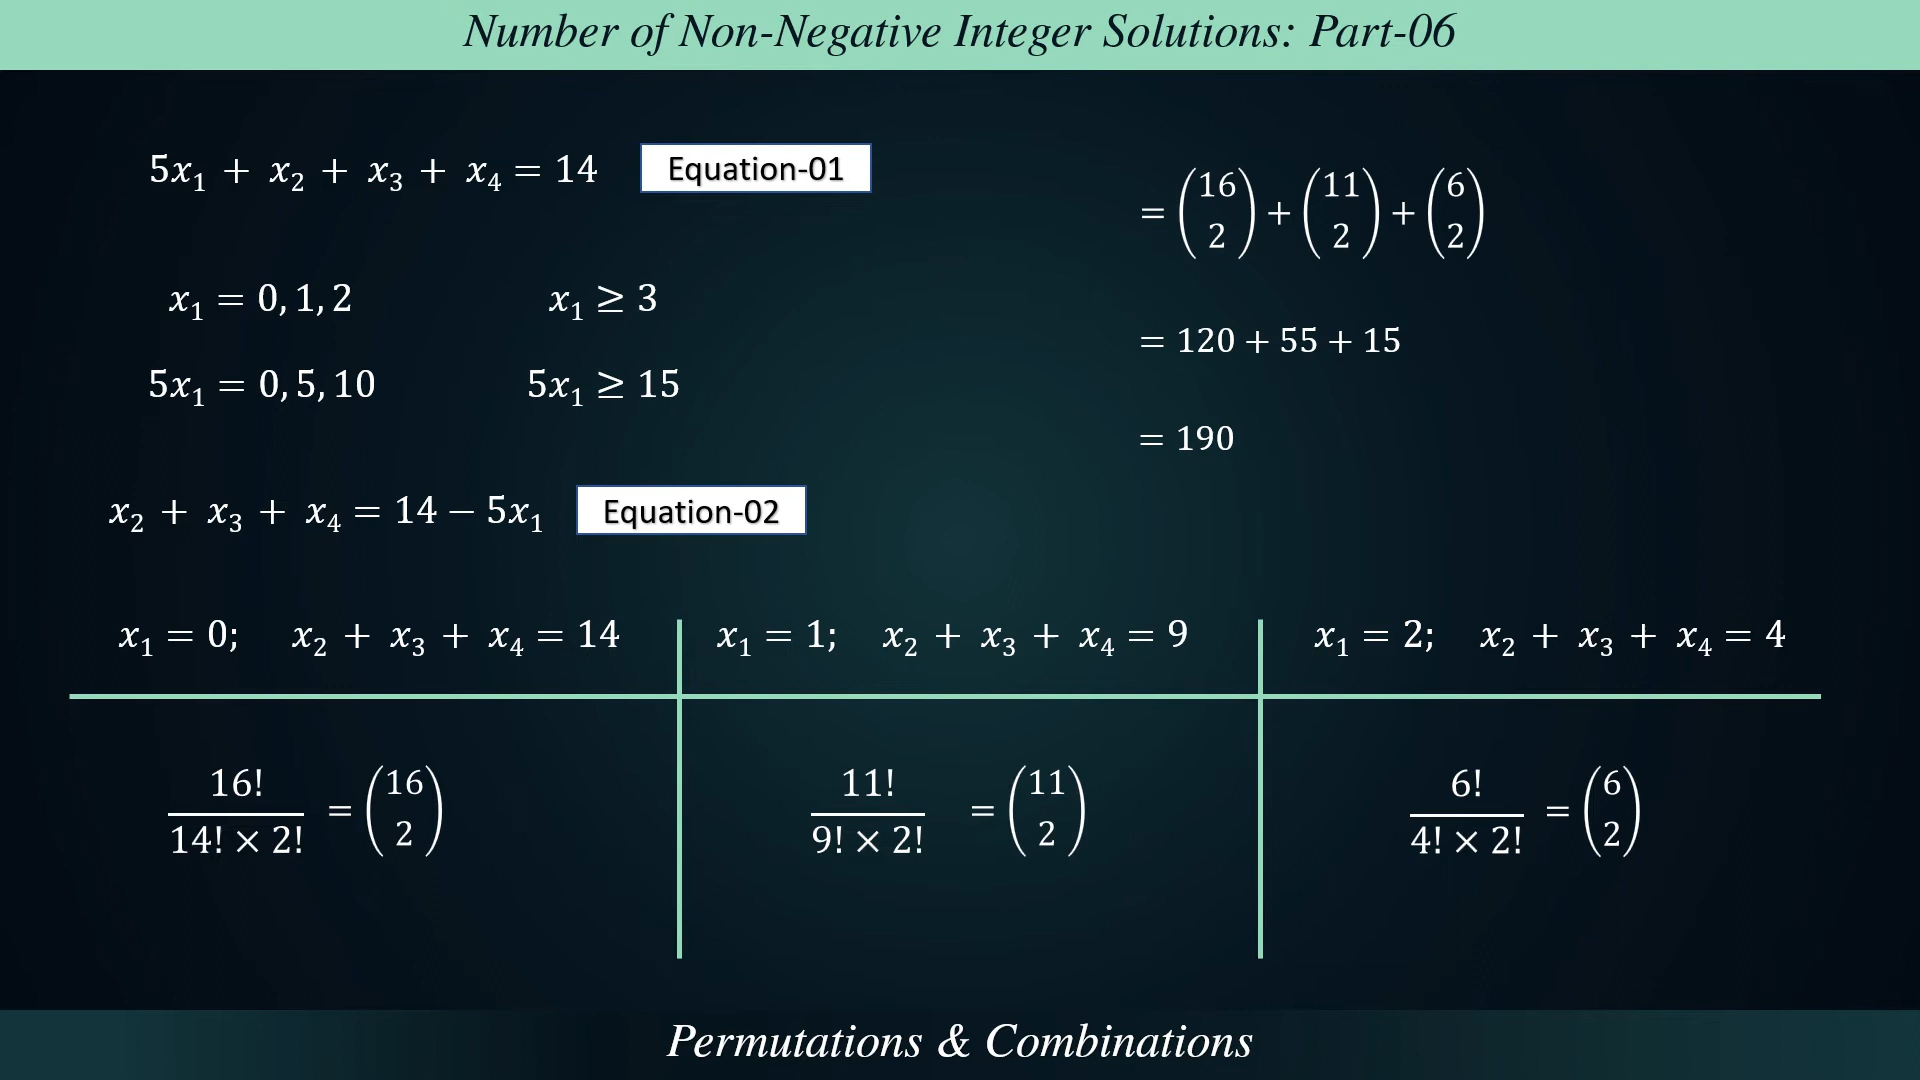 Number of Non-Negative Integer Solutions: Part-06
5x₁ + x₂ + x₃ + x₄ = 14 Equation-01
x₁ = 0, 1, 2 x₁ ≥ 3
5x₁ = 0, 5, 10 5x₁ ≥ 15
x₂ + x₃ + x₄ = 14 − 5x₁ Equation-02
= (16 2) + (11 2) + (6 2)
= 120 + 55 + 15
= 190
x₁ = 0; x₂ + x₃ + x₄ = 14
16!
14! × 2!
= (16 2)
x₁ = 1; x₂ + x₃ + x₄ = 9
11!
9! × 2!
= (11 2)
x₁ = 2; x₂ + x₃ + x₄ = 4
6!
4! × 2!
= (6 2)
Permutations & Combinations